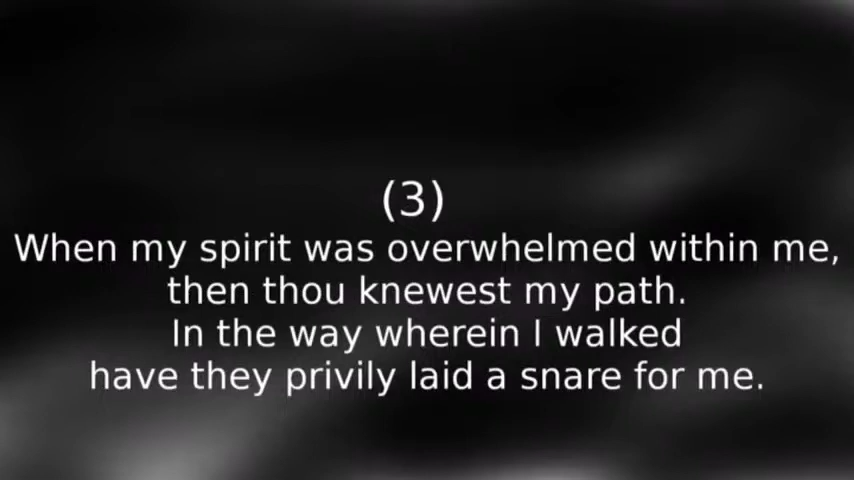 (3)
When my spirit was overwhelmed within me,
then thou knewest my path.
In the way wherein I walked
have they privily laid a snare for me.